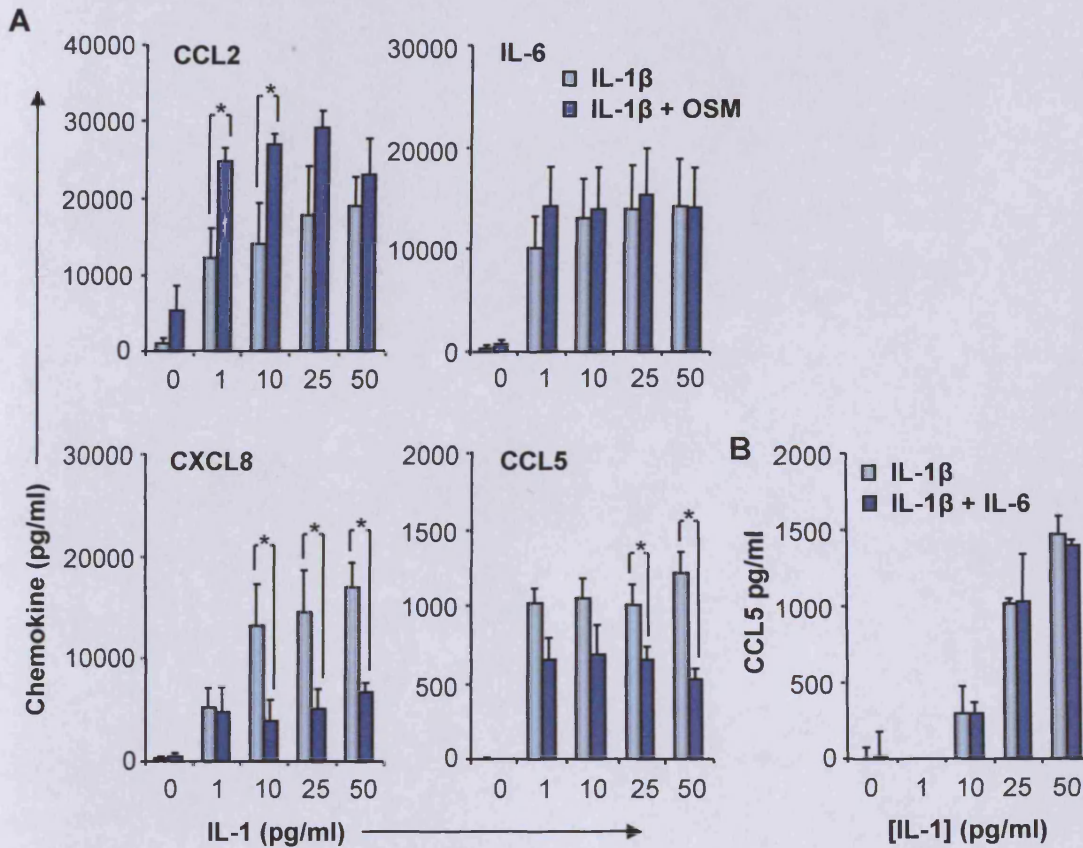 A
CCL2
40000
30000
20000
10000
0
*
*
0 1 10 25 50
IL-6
IL-1β
IL-1β + OSM
30000
20000
10000
0
0 1 10 25 50
Chemokine (pg/ml)
CXCL8
30000
20000
10000
0
*
*
*
0 1 10 25 50
CCL5
2000
1500
1000
500
0
*
*
0 1 10 25 50
IL-1 (pg/ml)
B
IL-1β
IL-1β + IL-6
CCL5 pg/ml
2000
1500
1000
500
0
0 1 10 25 50
[IL-1] (pg/ml)